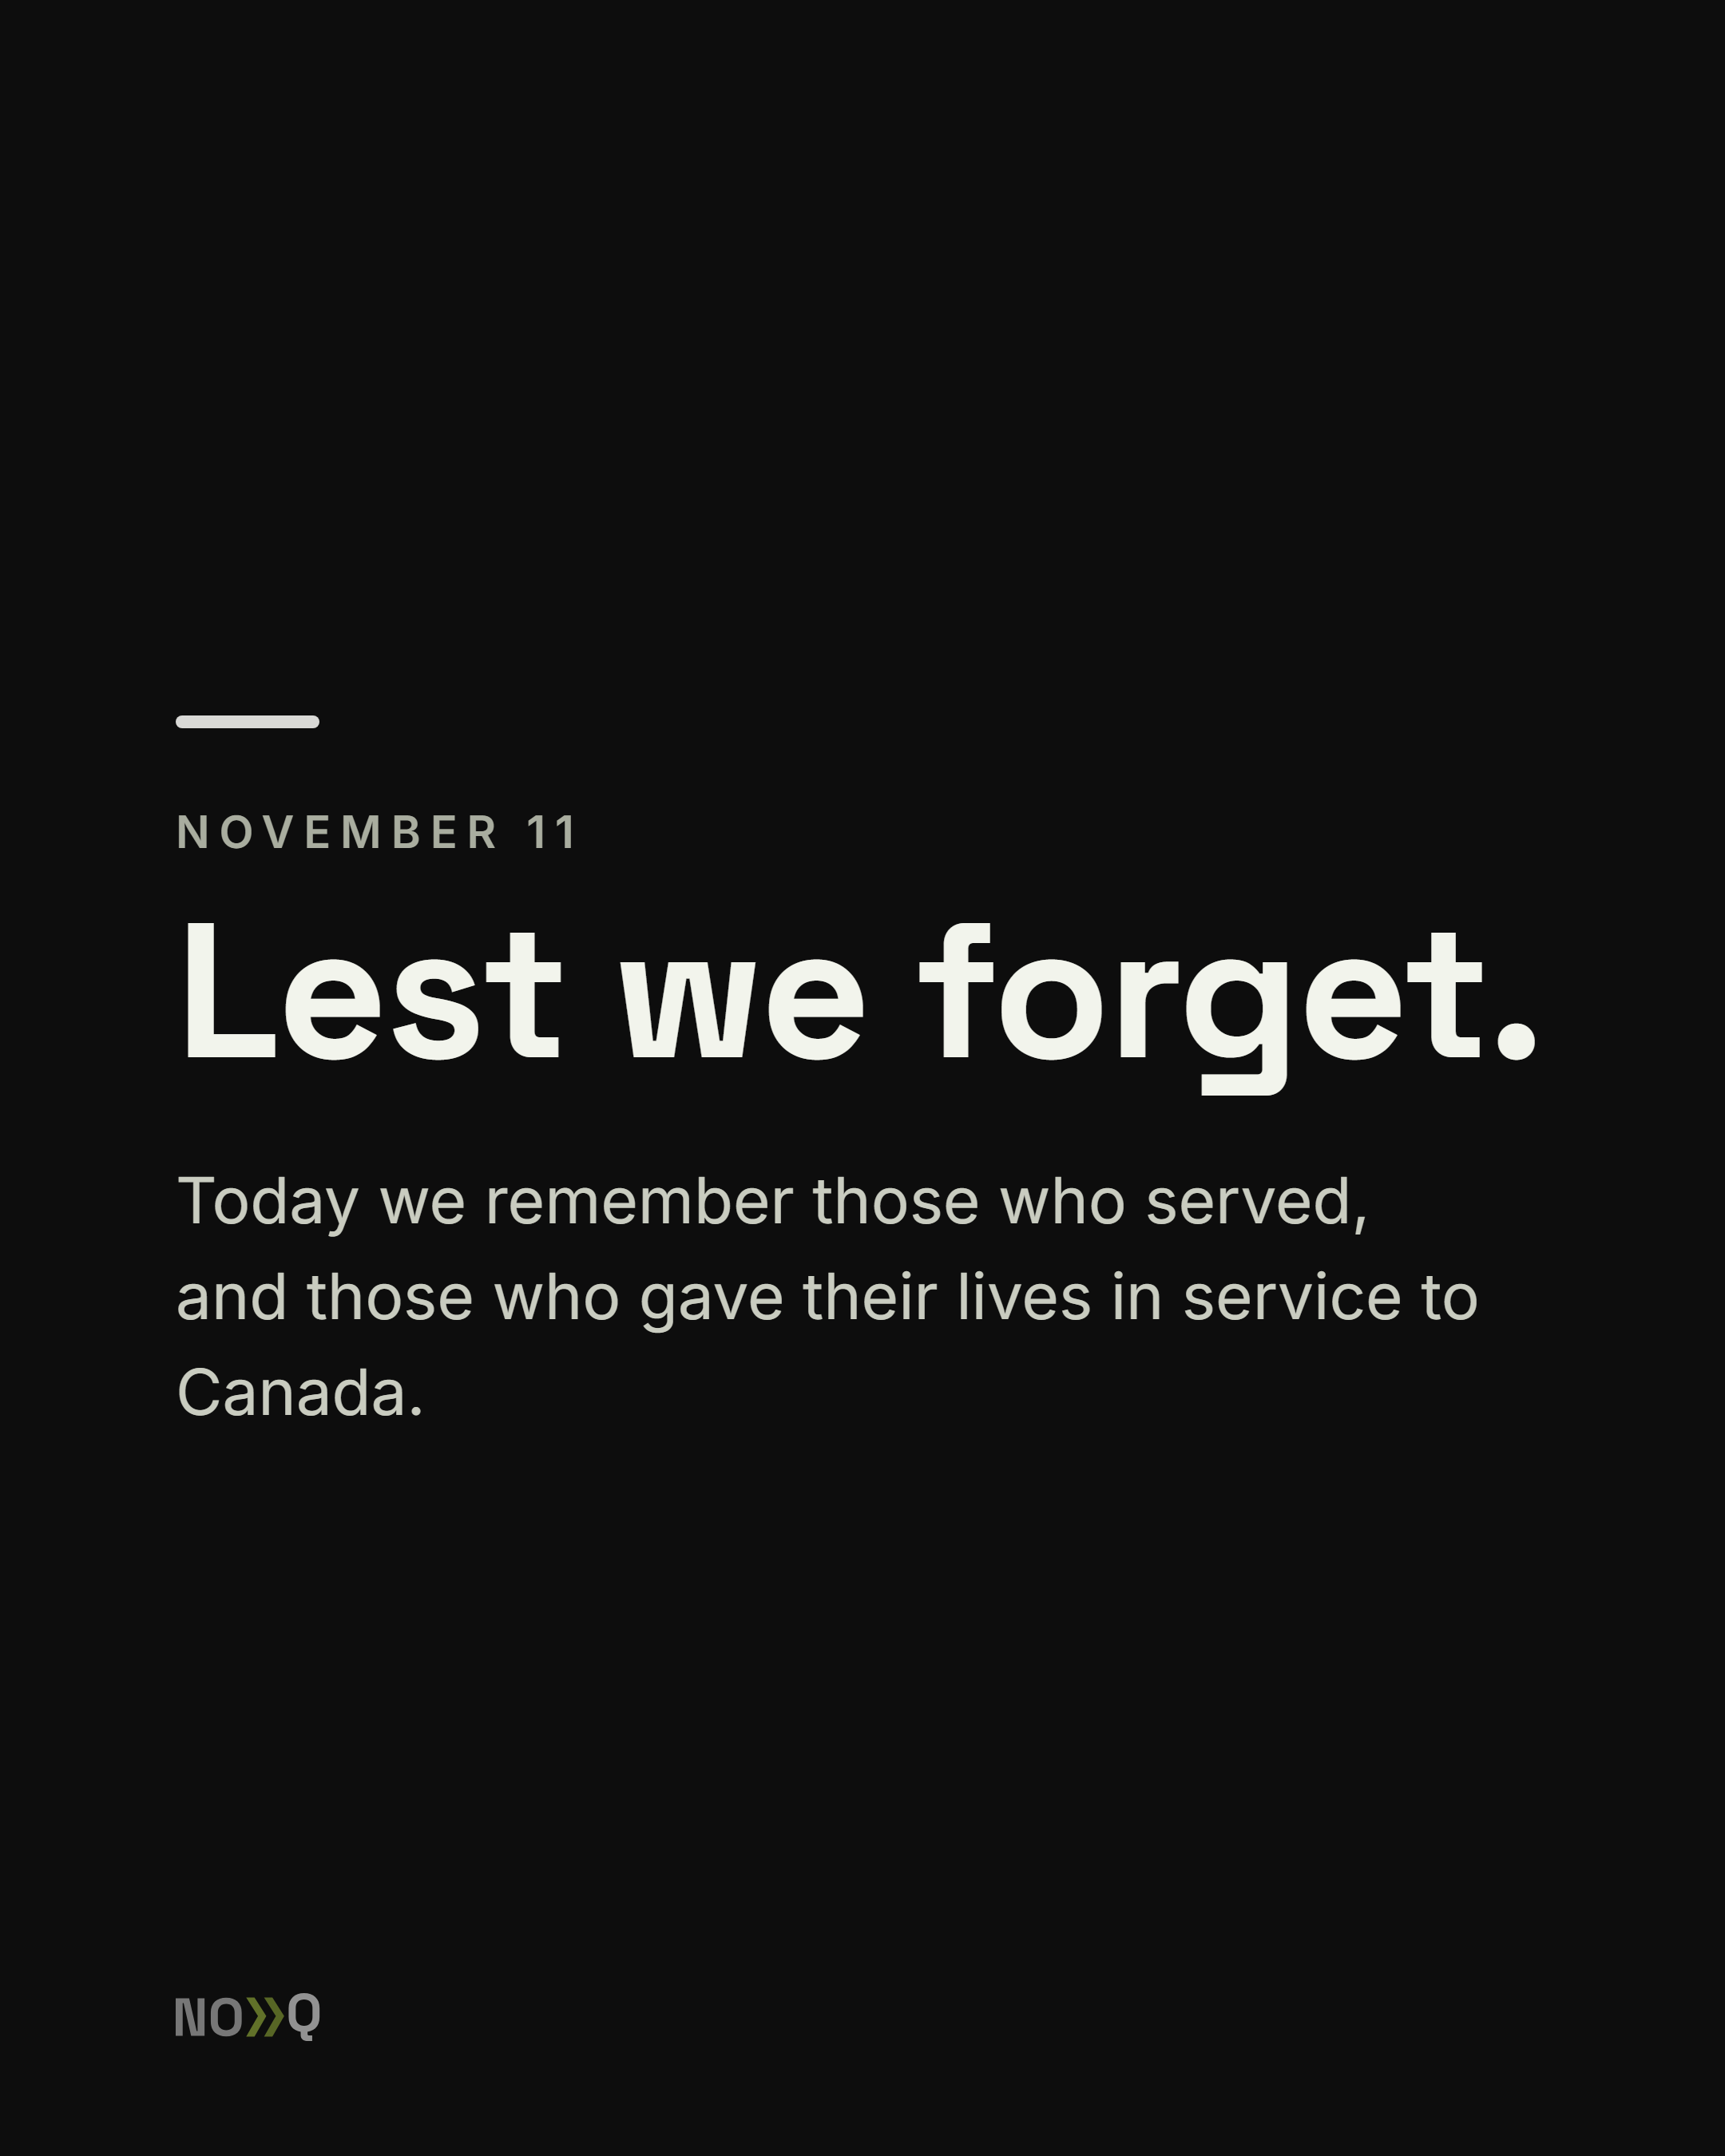 NOVEMBER 11
Lest we forget.
Today we remember those who served,
and those who gave their lives in service to
Canada.
NO»Q